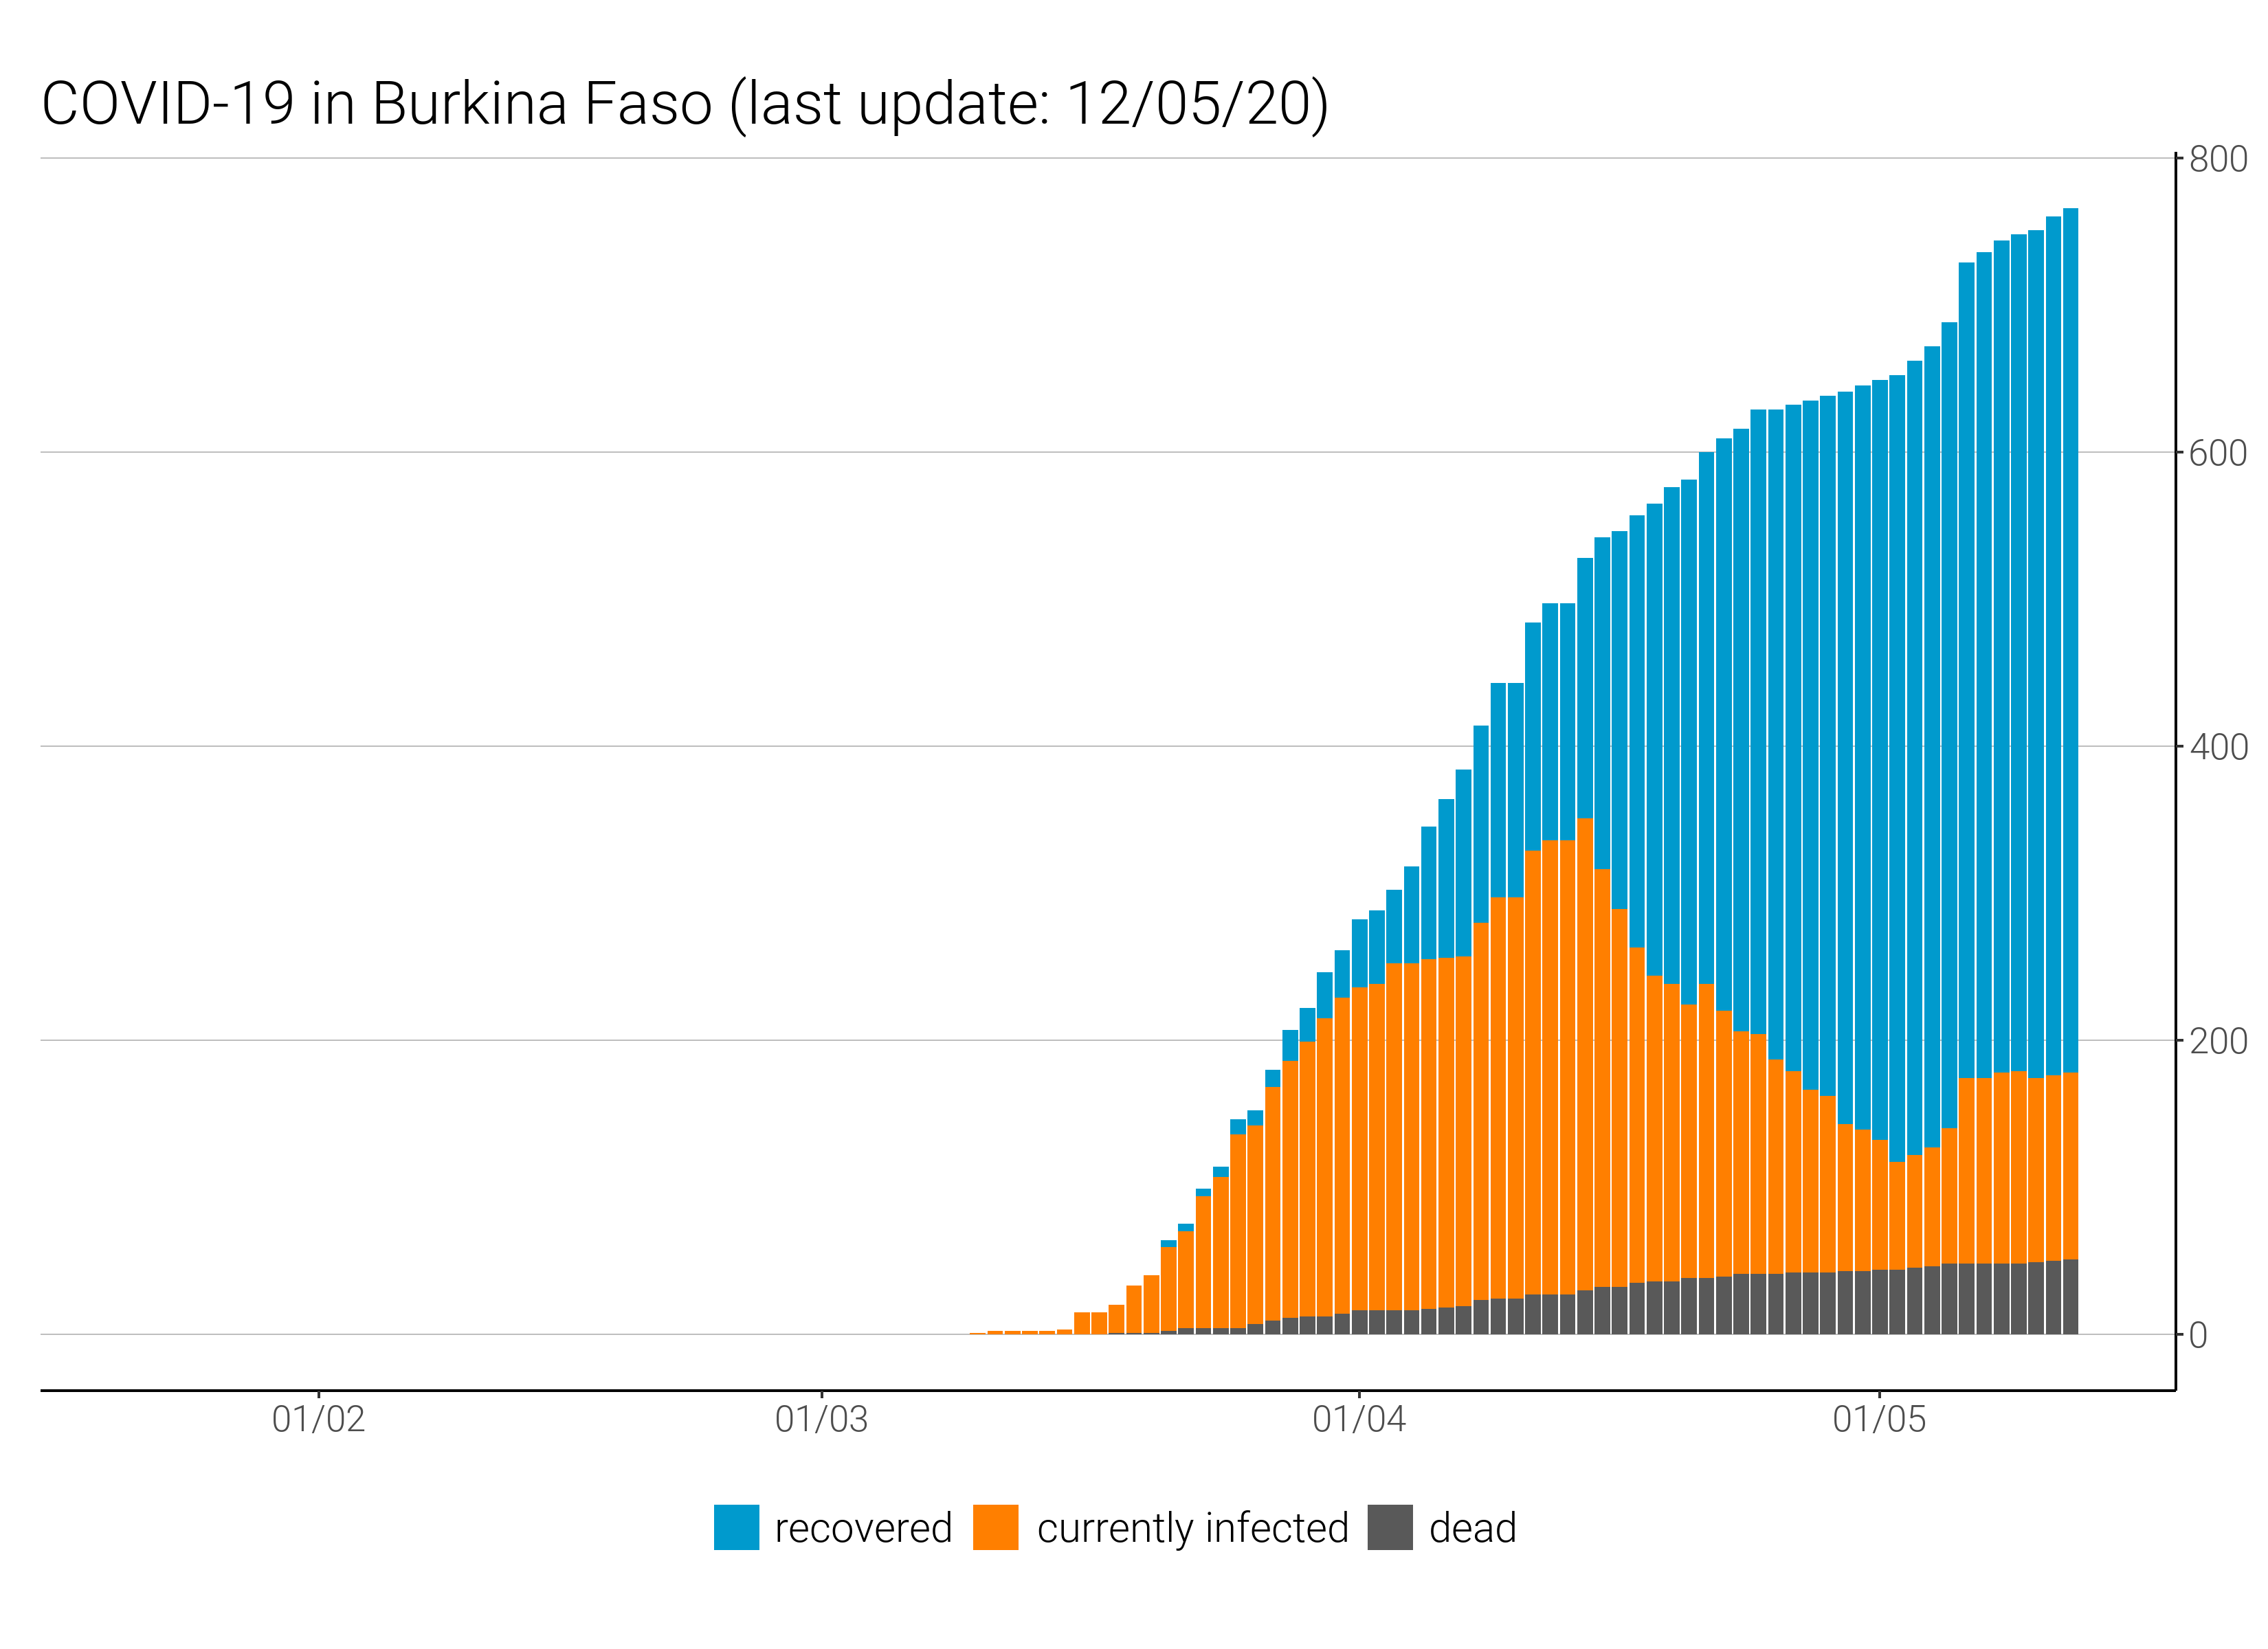 COVID-19 in Burkina Faso (last update: 12/05/20)
800
600
400
200
0
01/02 01/03 01/04 01/05
recovered currently infected dead